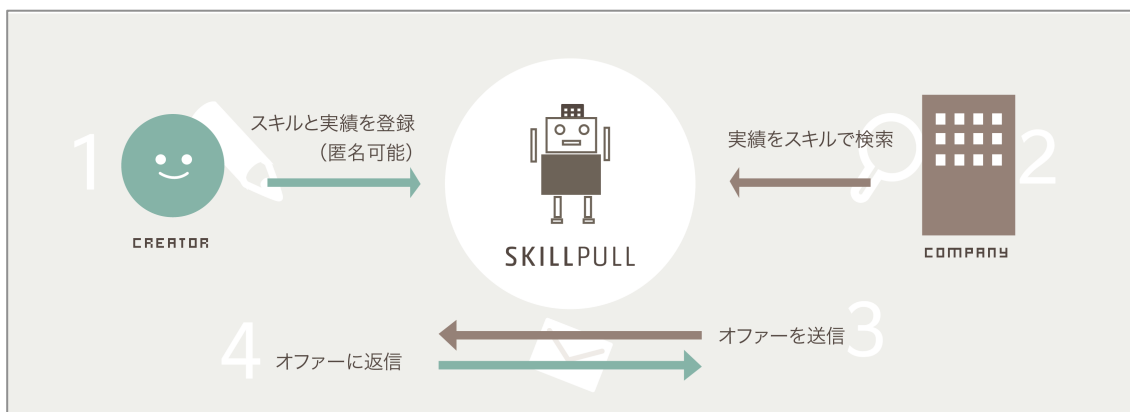 1
スキルと実績を登録
(匿名可能)
CREATOR
SKILLPULL
実績をスキルで検索
2
COMPANY
オファーを送信
3
4
オファーに返信